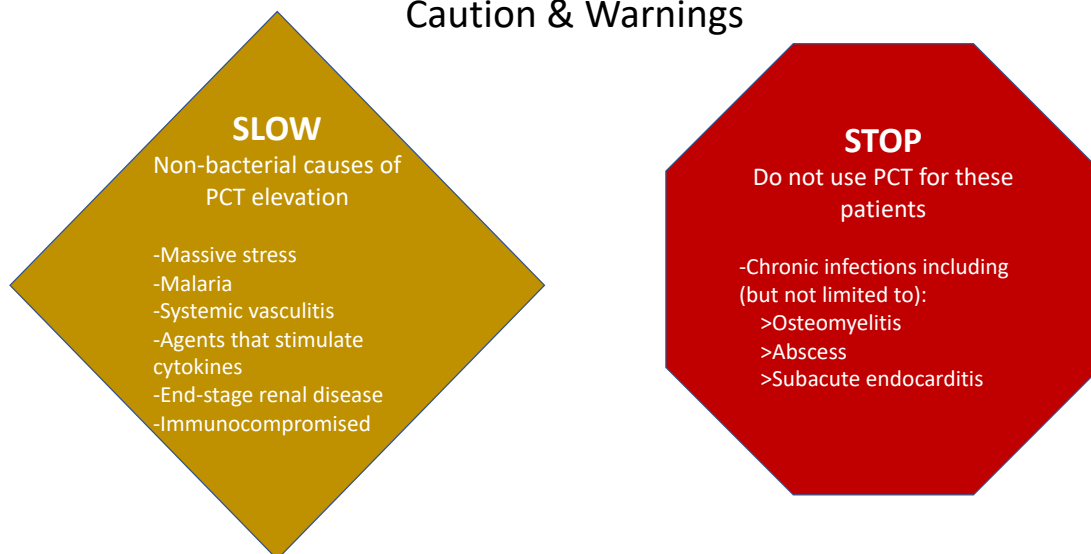 Caution & Warnings
SLOW
Non-bacterial causes of
PCT elevation
-Massive stress
-Malaria
-Systemic vasculitis
-Agents that stimulate
cytokines
-End-stage renal disease
-Immunocompromised
STOP
Do not use PCT for these
patients
-Chronic infections including
(but not limited to):
>Osteomyelitis
>Abscess
>Subacute endocarditis